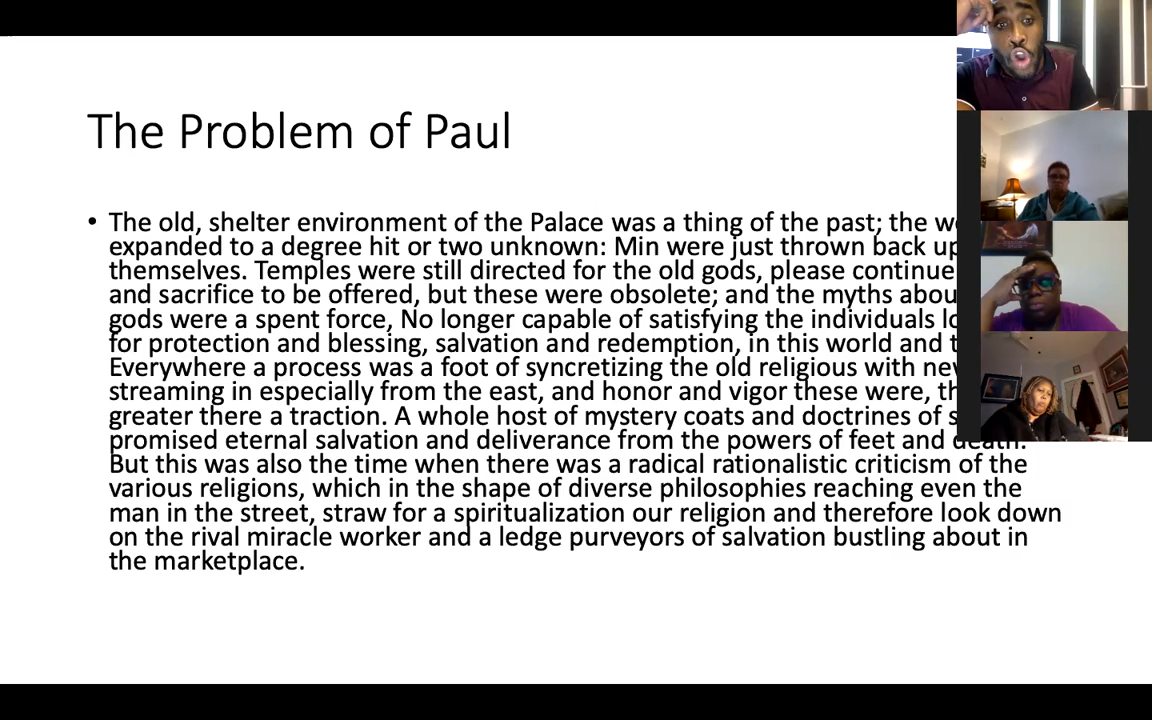 The Problem of Paul
• The old, shelter environment of the Palace was a thing of the past; the
expanded to a degree hit or two unknown: Min were just thrown back
themselves. Temples were still directed for the old gods, please continue
and sacrifice to be offered, but these were obsolete; and the myths
gods were a spent force, No longer capable of satisfying the individuals
for protection and blessing, salvation and redemption, in this world and
Everywhere a process was a foot of syncretizing the old religious with
streaming in especially from the east, and honor and vigor these were,
greater there a traction. A whole host of mystery coats and doctrines of
promised eternal salvation and deliverance from the powers of feet and death.
But this was also the time when there was a radical rationalistic criticism of the
various religions, which in the shape of diverse philosophies reaching even the
man in the street, straw for a spiritualization our religion and therefore look down
on the rival miracle worker and a ledge purveyors of salvation bustling about in
the marketplace.